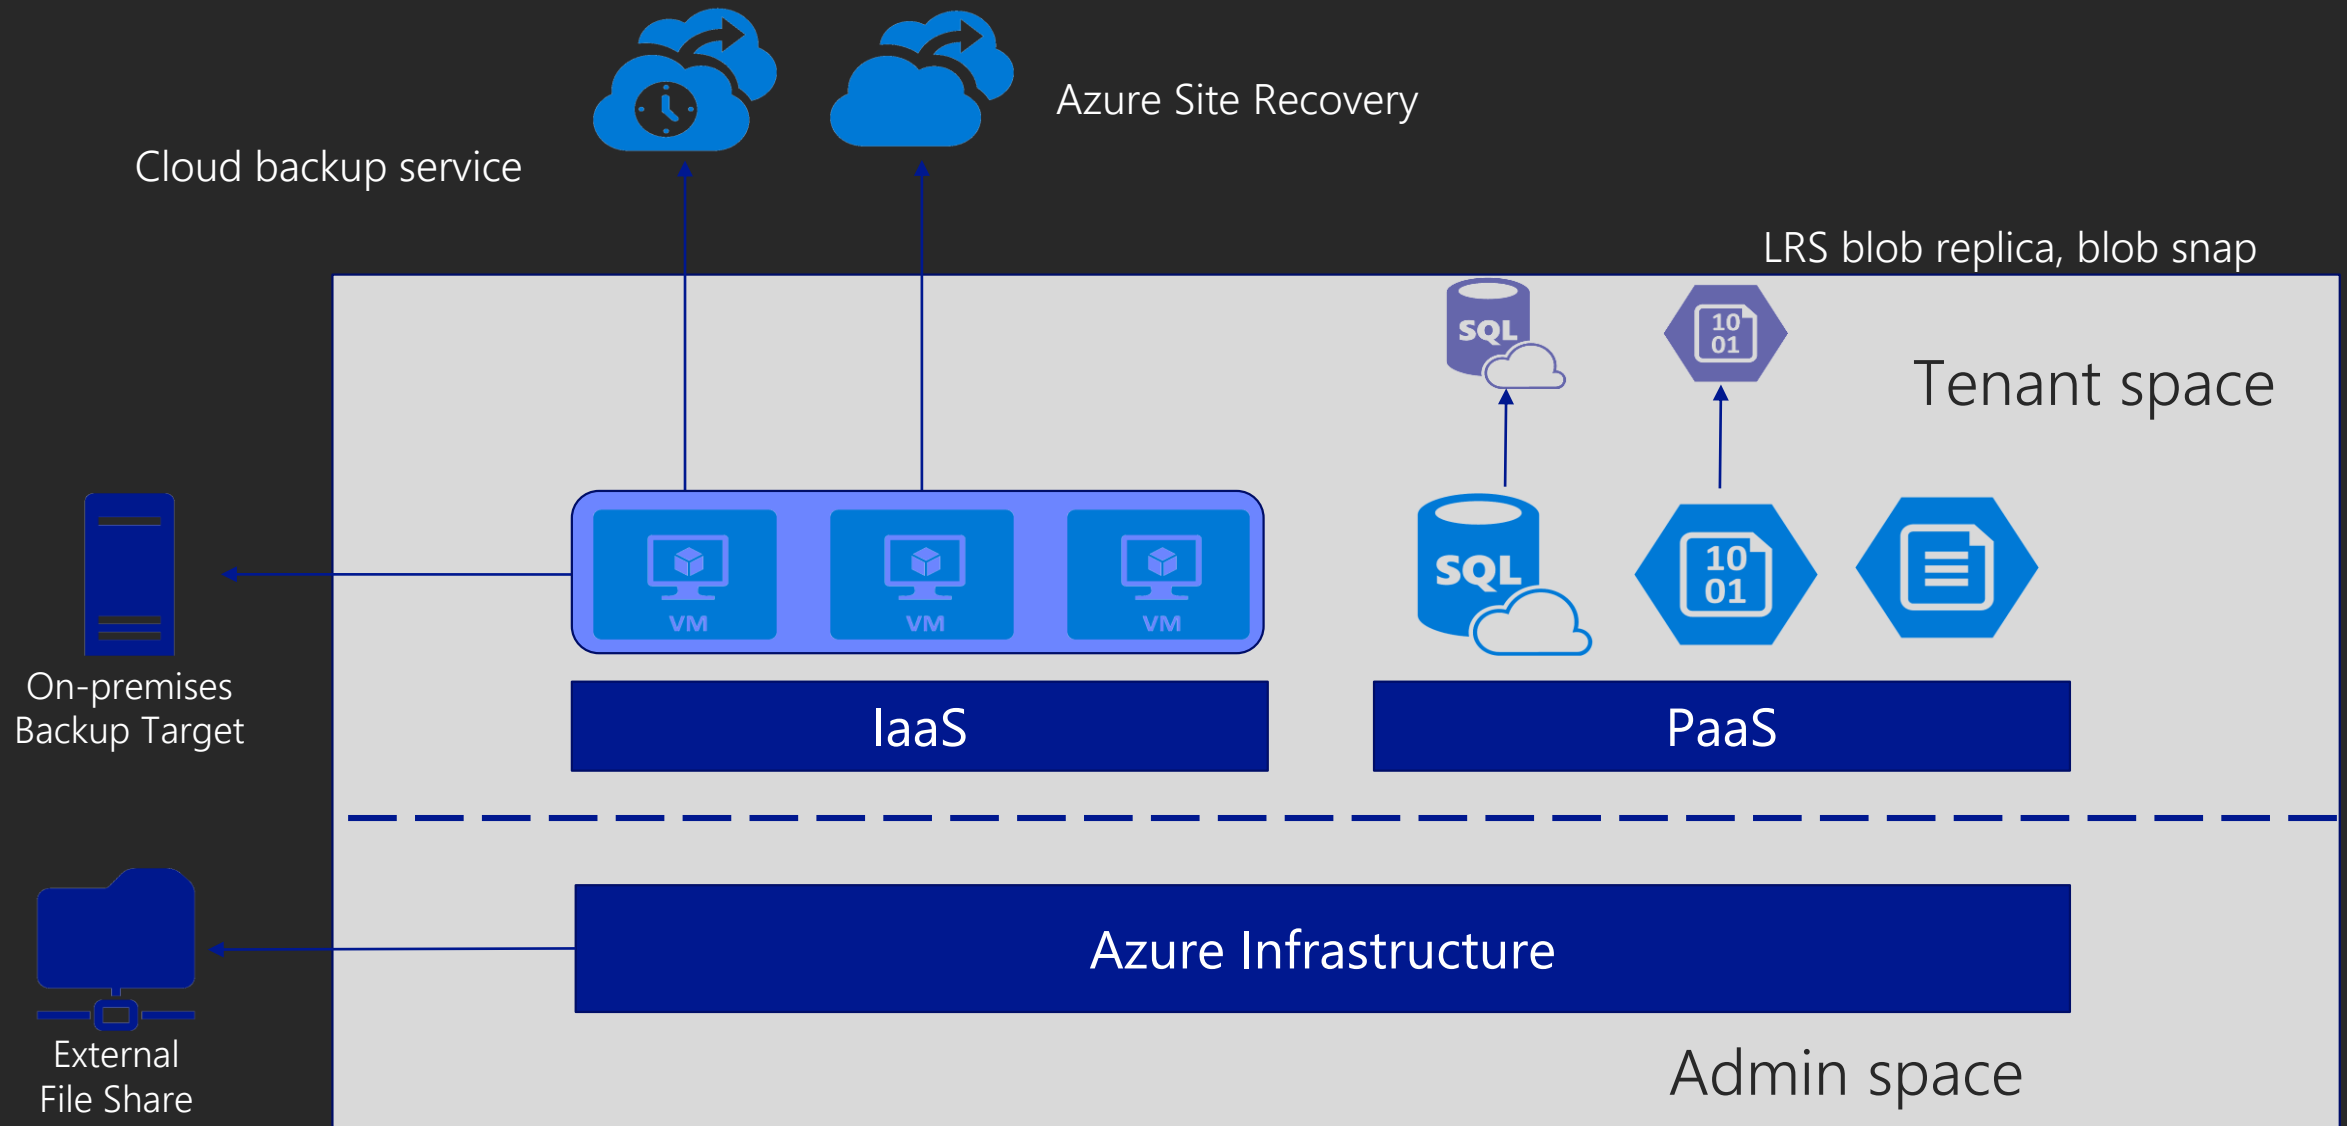 Azure Site Recovery
Cloud backup service
LRS blob replica, blob snap
SQL
10
01
Tenant space
VM
VM
VM
SQL
10
01
On-premises
Backup Target
IaaS
PaaS
Azure Infrastructure
External
File Share
Admin space